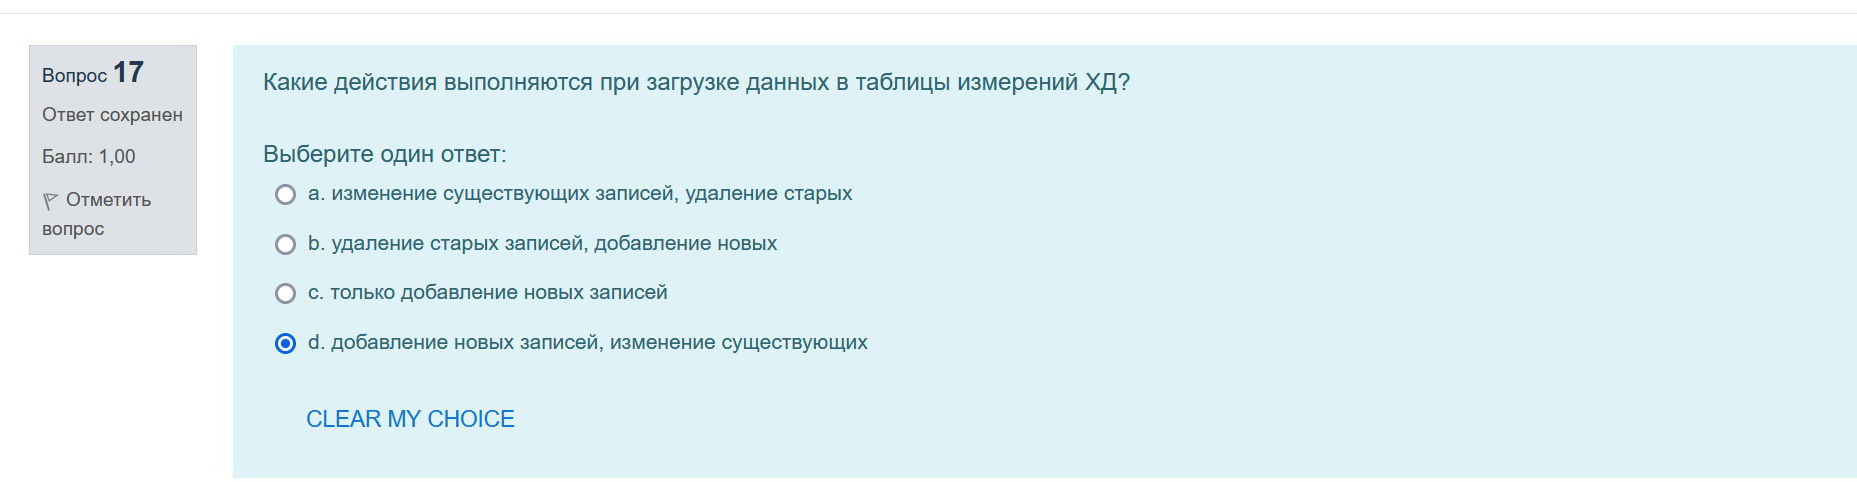 Вопрос 17
Ответ сохранен
Балл: 1,00
Отметить
вопрос
Какие действия выполняются при загрузке данных в таблицы измерений ХД?
Выберите один ответ:
a. изменение существующих записей, удаление старых
b. удаление старых записей, добавление новых
c. только добавление новых записей
d. добавление новых записей, изменение существующих
CLEAR MY CHOICE